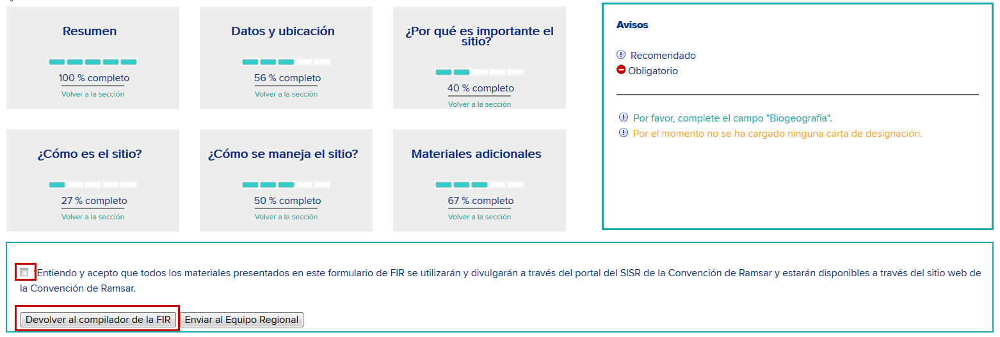 Resumen
100 % completo
Volver a la sección
Datos y ubicación
56 % completo
Volver a la sección
¿Por qué es importante el
sitio?
40 % completo
Volver a la sección
¿Cómo es el sitio?
27 % completo
Volver a la sección
¿Cómo se maneja el sitio?
50 % completo
Volver a la sección
Materiales adicionales
67 % completo
Volver a la sección
Avisos
Recomendado
Obligatorio
Por favor, complete el campo "Biogeografía".
Por el momento no se ha cargado ninguna carta de designación.
*Entiendo y acepto que todos los materiales presentados en este formulario de FIR se utilizarán y divulgarán a través del portal del SISR de la Convención de Ramsar y estarán disponibles a través del sitio web de
la Convención de Ramsar.
Devolver al compilador de la FIR
Enviar al Equipo Regional